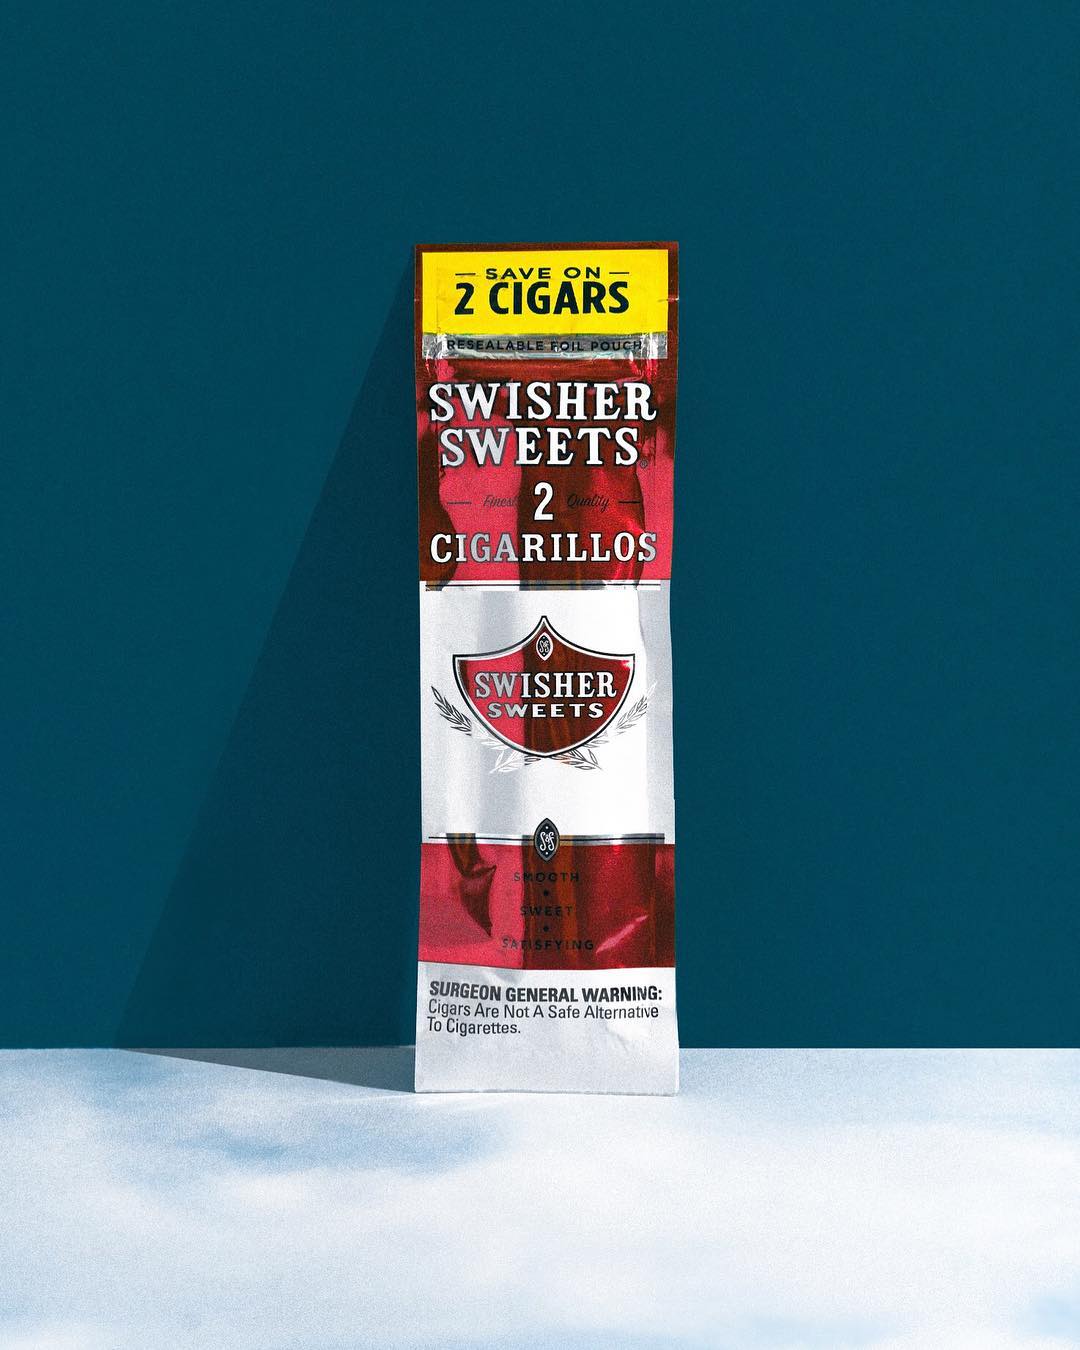 SAVE ON
2 CIGARS
RESEALABLE FOIL POUCH
SWISHER
SWEETS
Finest 2 Quality
CIGARILLOS
S&S
SWISHER
SWEETS
S&S
SMOOTH
SWEET
SATISFYING
SURGEON GENERAL WARNING:
Cigars Are Not A Safe Alternative
To Cigarettes.